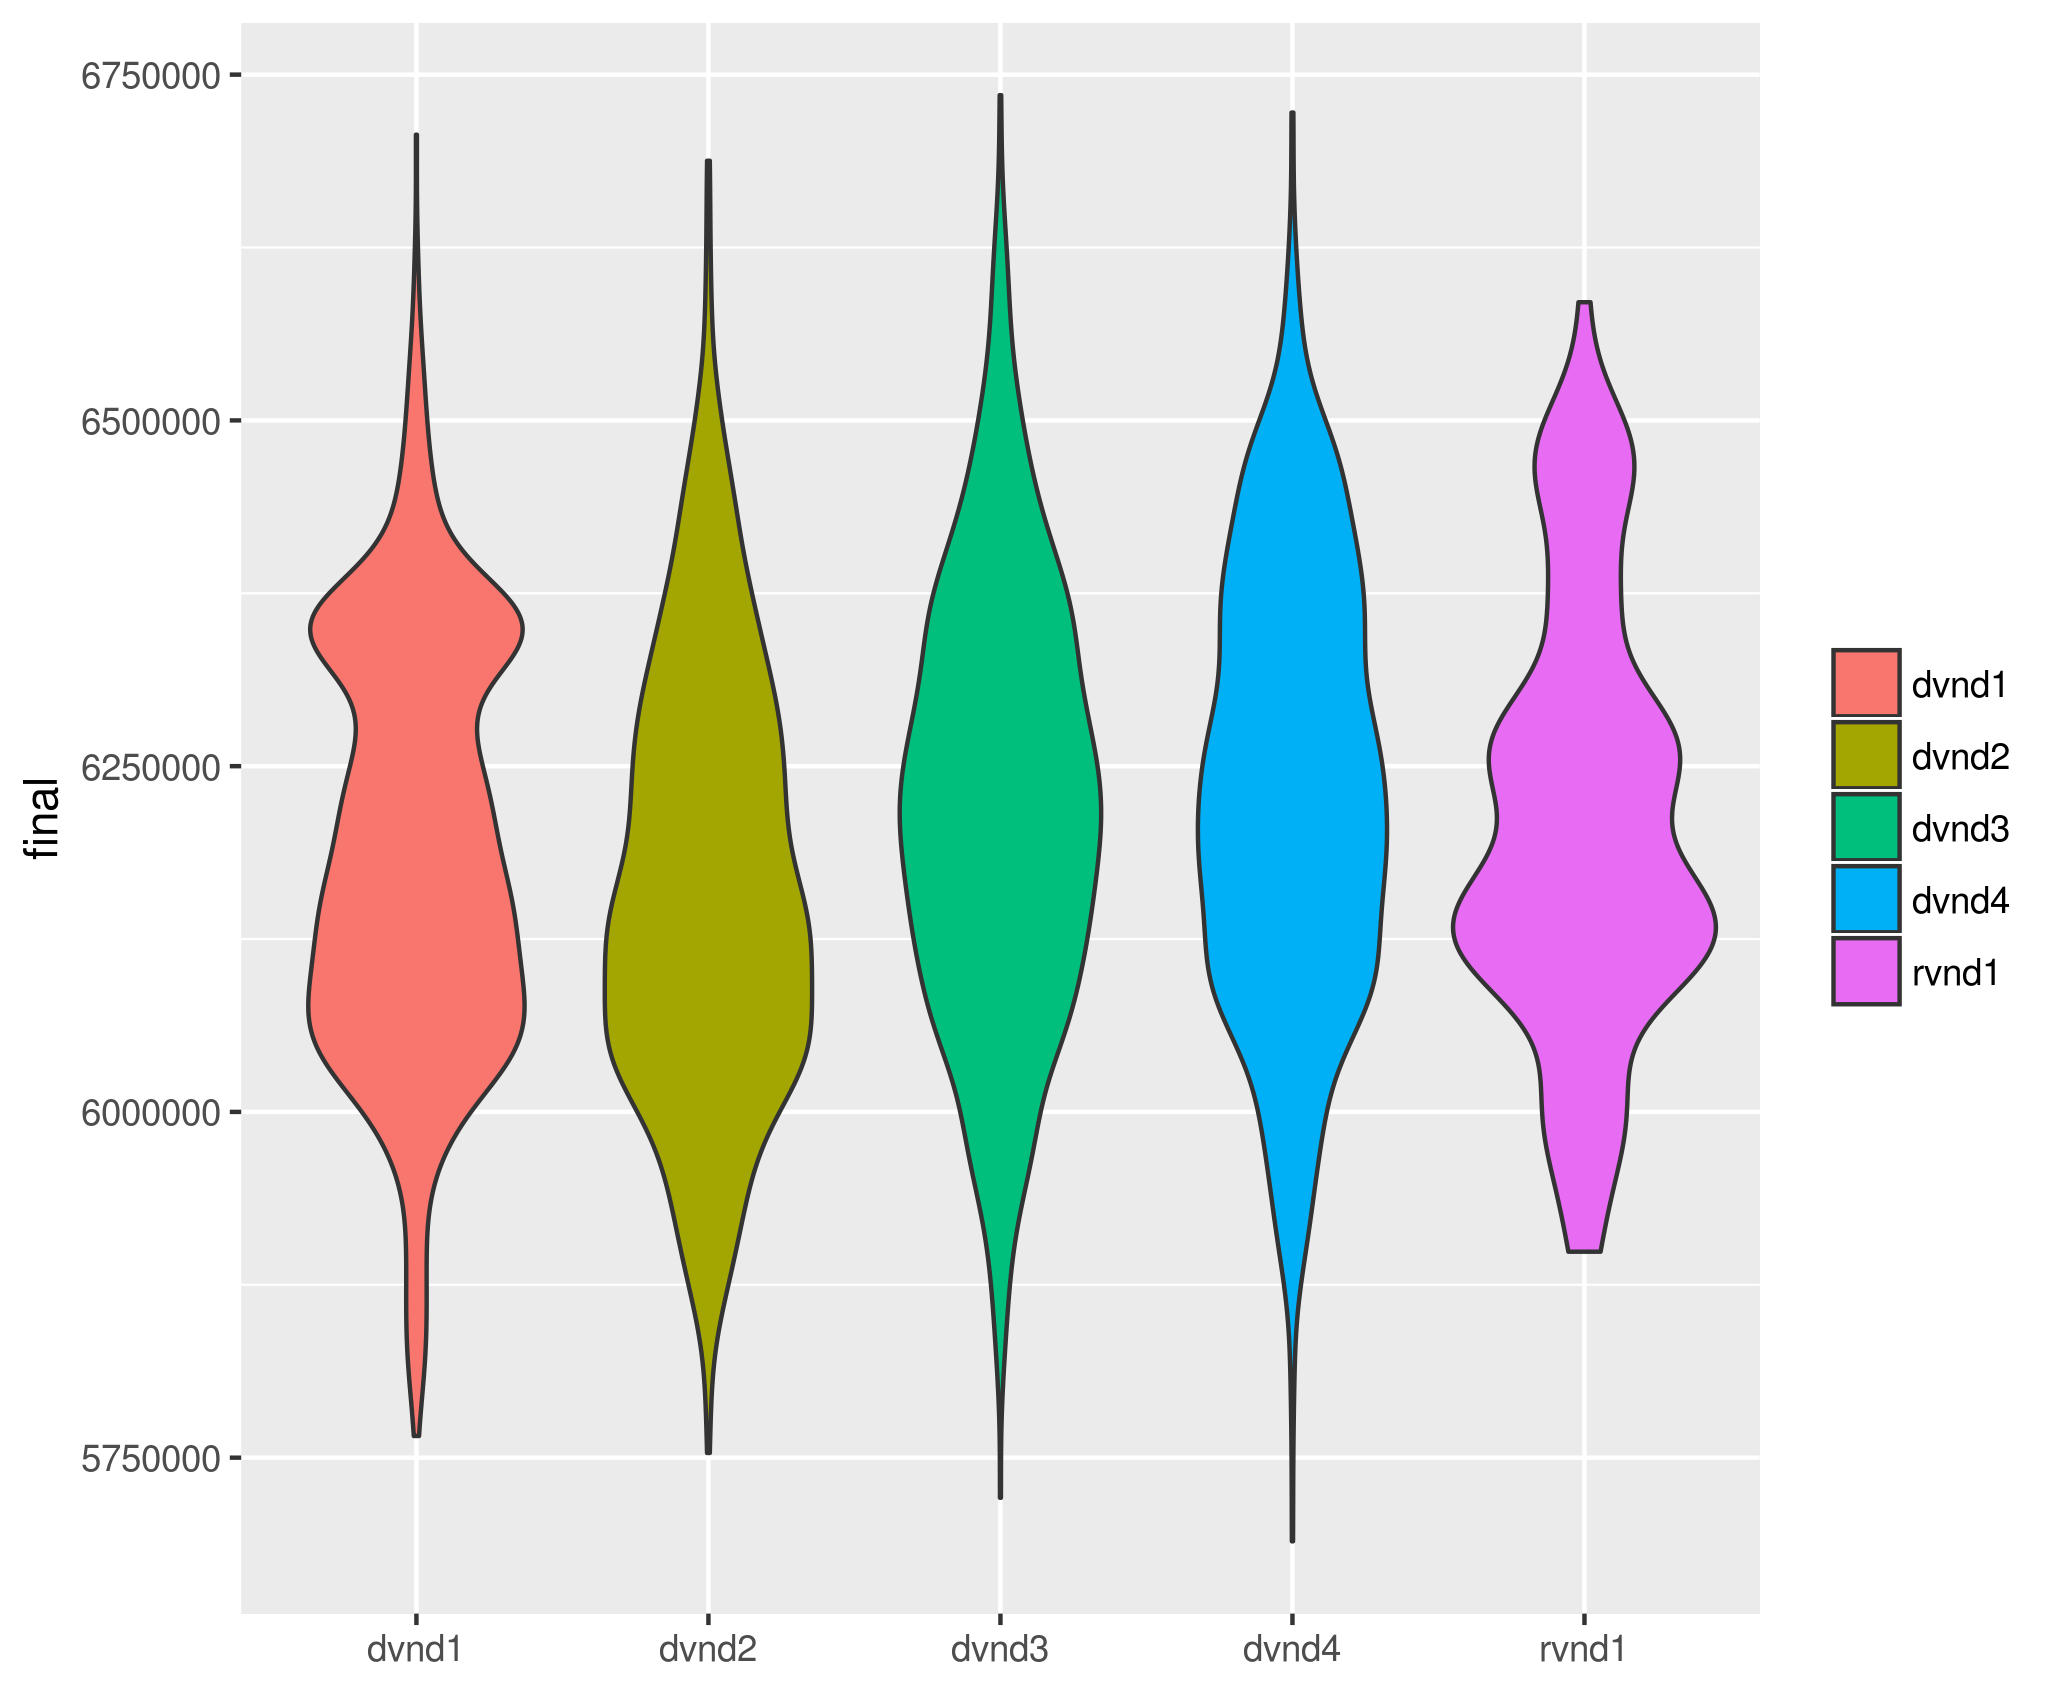 final
6750000
6500000
6250000
6000000
5750000
dvnd1 dvnd2 dvnd3 dvnd4 rvnd1
dvnd1
dvnd2
dvnd3
dvnd4
rvnd1